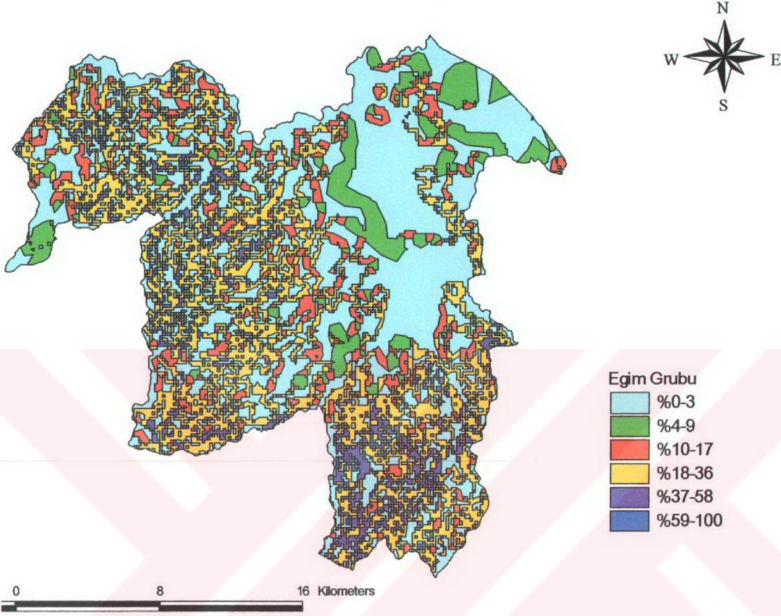 N
W E
S
Egim Grubu
%0-3
%4-9
%10-17
%18-36
%37-58
%59-100
0 8 16 Kilometers